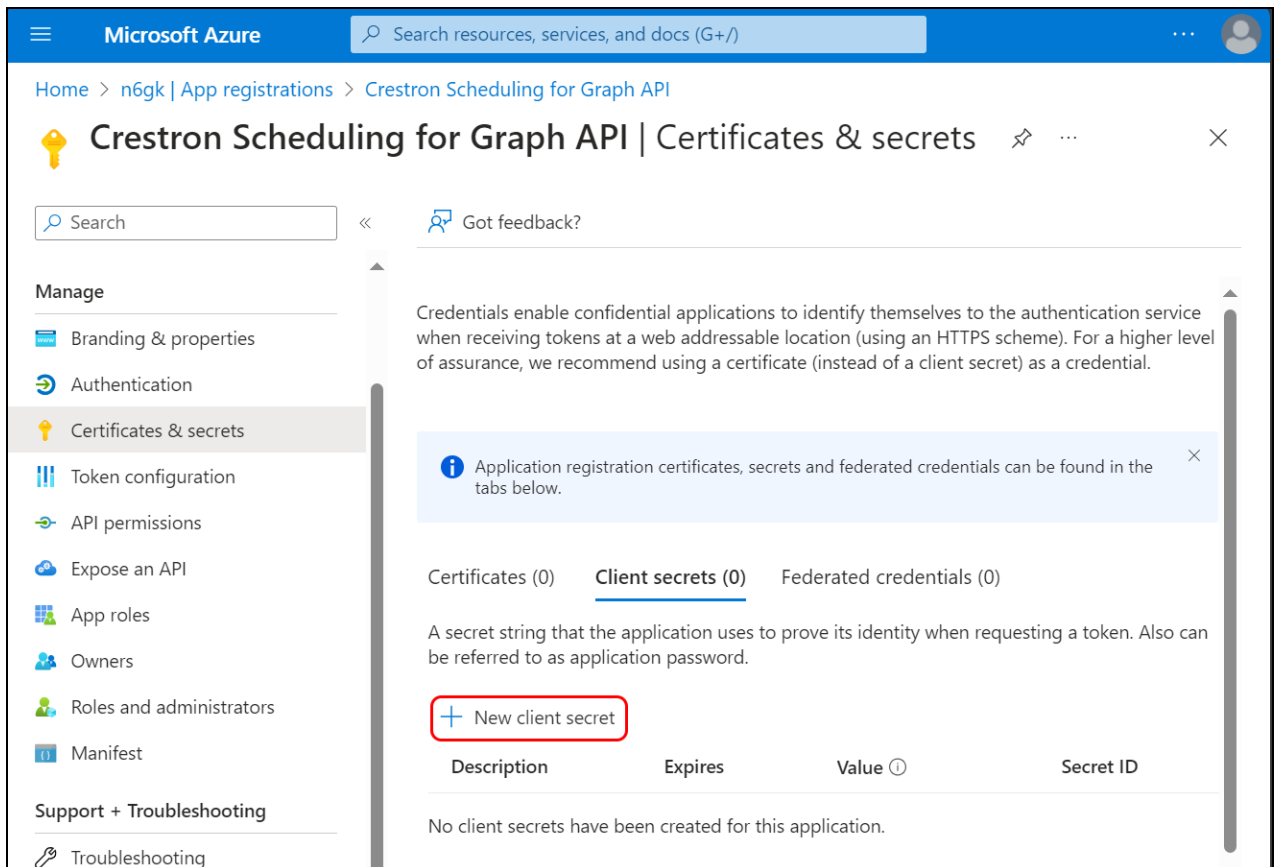 Microsoft Azure
Search resources, services, and docs (G+/)
...
Home > n6gk | App registrations > Crestron Scheduling for Graph API
Crestron Scheduling for Graph API | Certificates & secrets
...
Search
«
Got feedback?
Manage
www
Branding & properties
Authentication
Certificates & secrets
Token configuration
API permissions
Expose an API
App roles
Owners
Roles and administrators
Manifest
Support + Troubleshooting
Troubleshooting
Credentials enable confidential applications to identify themselves to the authentication service
when receiving tokens at a web addressable location (using an HTTPS scheme). For a higher level
of assurance, we recommend using a certificate (instead of a client secret) as a credential.
Application registration certificates, secrets and federated credentials can be found in the
tabs below.
Certificates (0) Client secrets (0) Federated credentials (0)
A secret string that the application uses to prove its identity when requesting a token. Also can
be referred to as application password.
+ New client secret
Description Expires Value Secret ID
No client secrets have been created for this application.